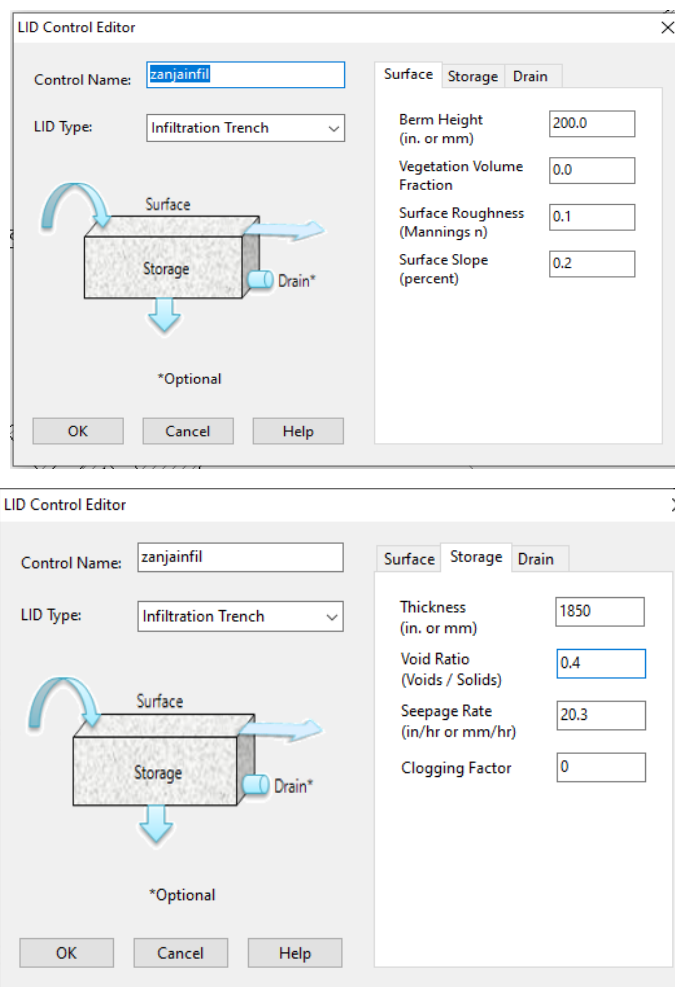 LID Control Editor
Control Name: zanjainfil
LID Type: Infiltration Trench
Surface
Storage
Drain*
*Optional
OK Cancel Help
Surface Storage Drain
Berm Height
(in. or mm)
200.0
Vegetation Volume
Fraction
0.0
Surface Roughness
(Mannings n)
0.1
Surface Slope
(percent)
0.2
LID Control Editor
Control Name: zanjainfil
LID Type: Infiltration Trench
Surface
Storage
Drain*
*Optional
OK Cancel Help
Surface Storage Drain
Thickness
(in. or mm)
1850
Void Ratio
(Voids / Solids)
0.4
Seepage Rate
(in/hr or mm/hr)
20.3
Clogging Factor
0